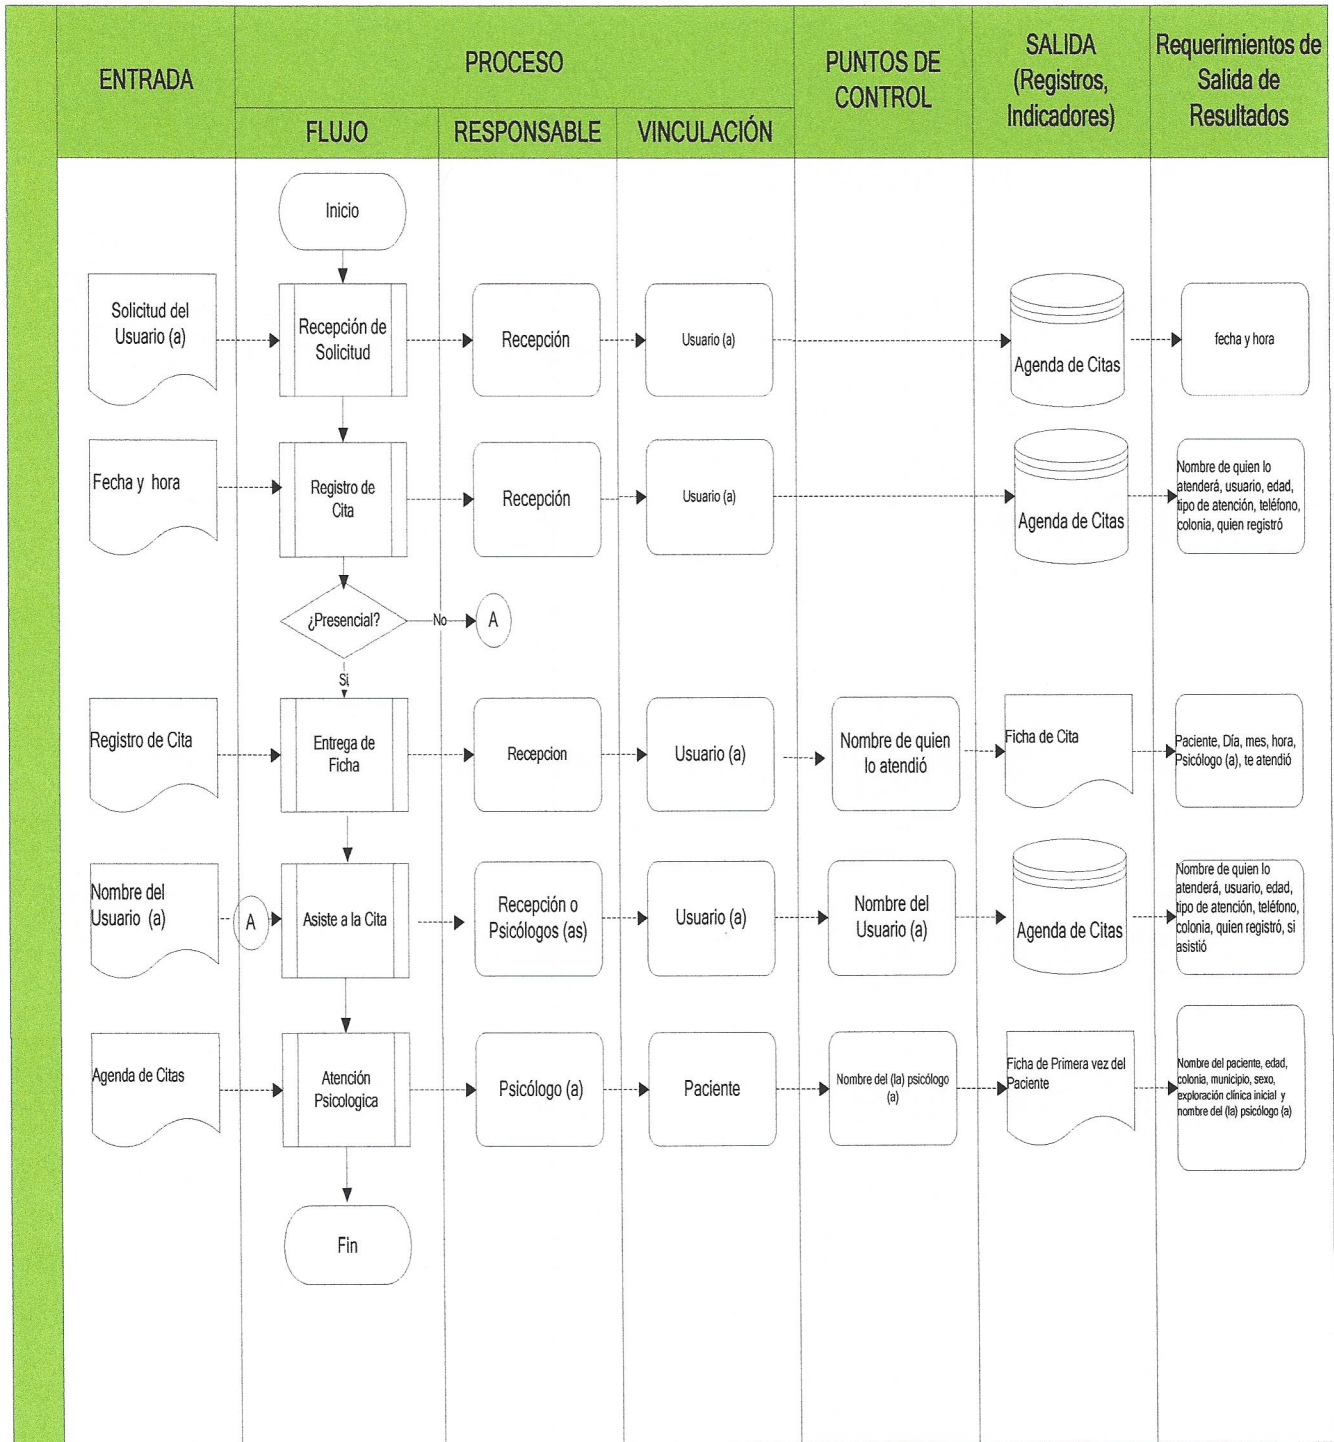 ENTRADA
PROCESO
PUNTOS DE
CONTROL
SALIDA
(Registros,
Indicadores)
Requerimientos de
Salida de
Resultados
FLUJO
RESPONSABLE
VINCULACIÓN
Inicio
Solicitud del
Usuario (a)
Recepción de
Solicitud
Recepción
Usuario (a)
Agenda de Citas
fecha y hora
Fecha y hora
Registro de
Cita
Recepción
Usuario (a)
Agenda de Citas
Nombre de quien lo
atenderá, usuario, edad,
tipo de atención, teléfono,
colonia, quien registró
¿Presencial?
No
A
Si
Registro de Cita
Entrega de
Ficha
Recepcion
Usuario (a)
Nombre de quien
lo atendió
Ficha de Cita
Paciente, Día, mes, hora,
Psicólogo (a), te atendió
Nombre del
Usuario (a)
A
Asiste a la Cita
Recepción o
Psicólogos (as)
Usuario (a)
Nombre del
Usuario (a)
Agenda de Citas
Nombre de quien lo
atenderá, usuario, edad,
tipo de atención, teléfono,
colonia, quien registró, si
asistió
Agenda de Citas
Atención
Psicologica
Psicólogo (a)
Paciente
Nombre del (la) psicólogo
(a)
Ficha de Primera vez del
Paciente
Nombre del paciente, edad,
colonia, municipio, sexo,
exploración clínica inicial y
nombre del (la) psicólogo (a)
Fin